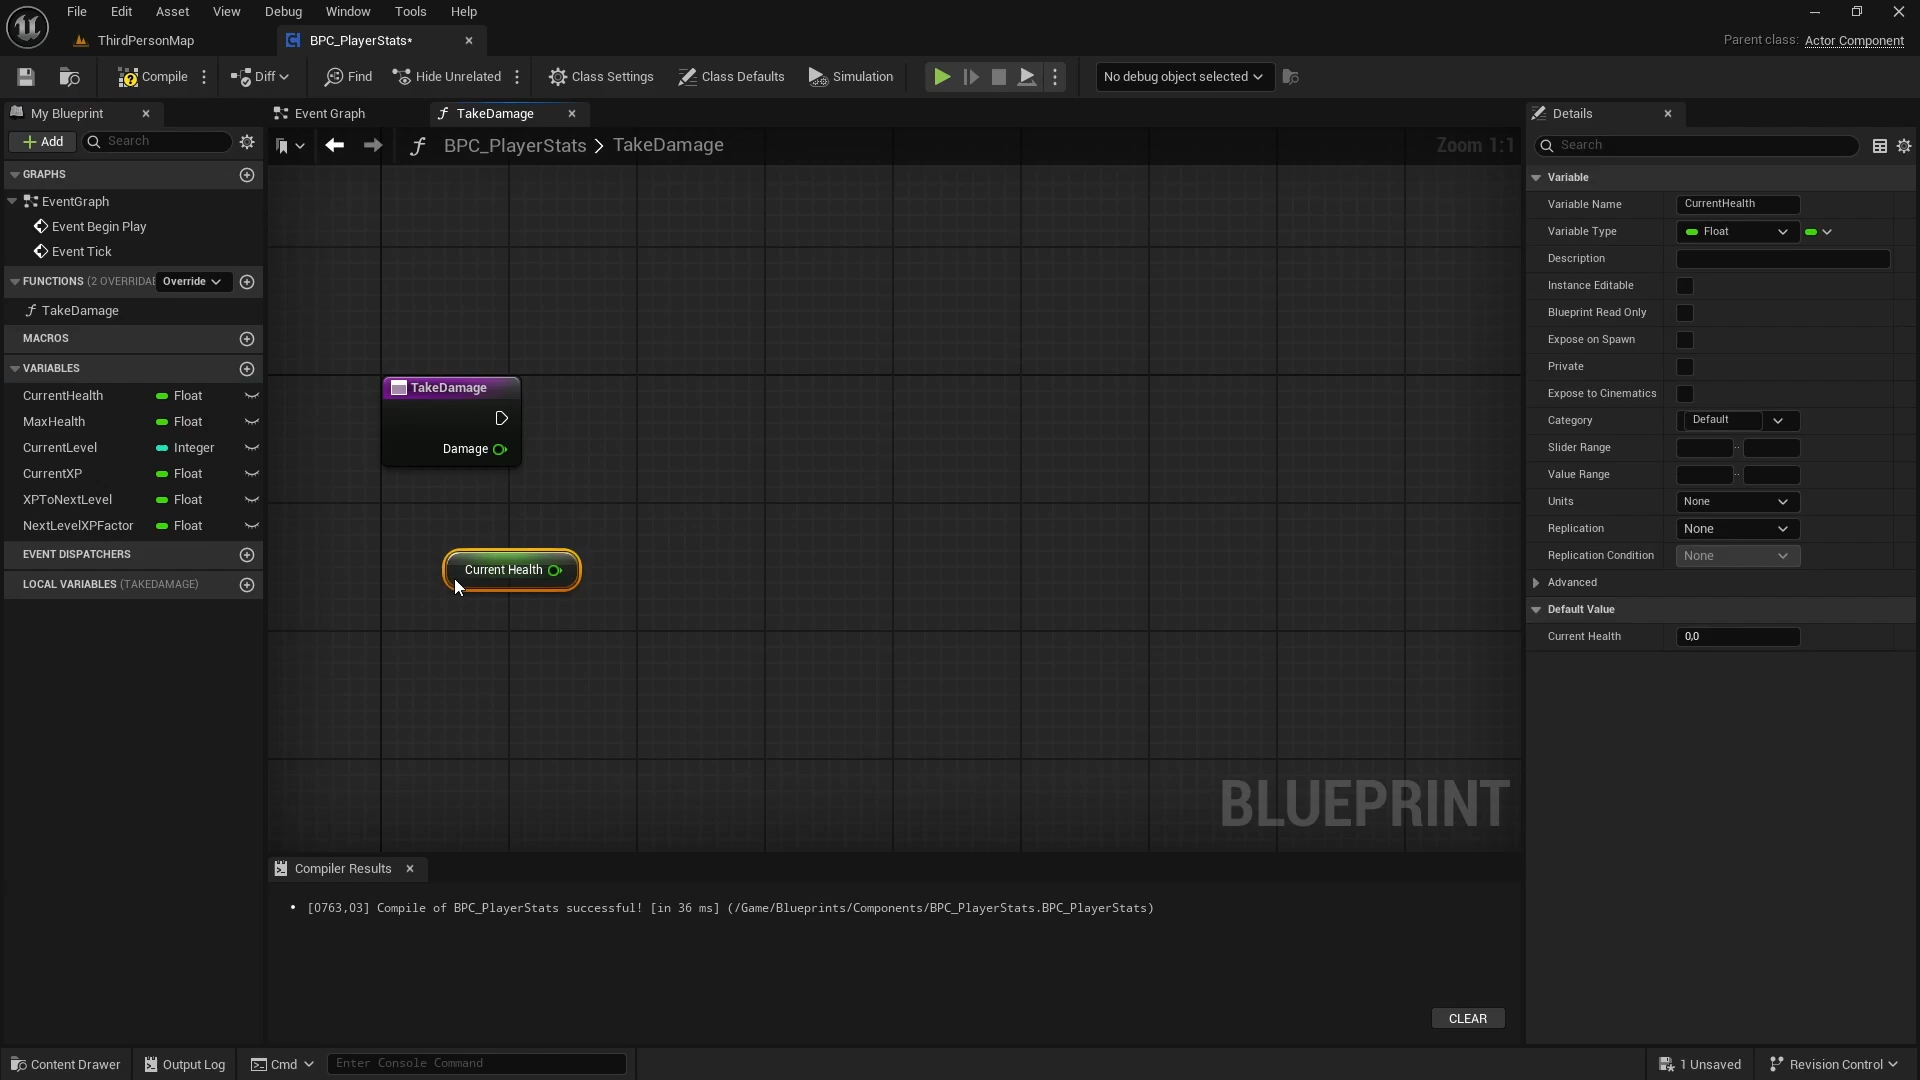 File Edit Asset View Debug Window Tools Help
ThirdPersonMap BPC_PlayerStats* Parent class: Actor Component
Compile Diff Find Hide Unrelated Class Settings Class Defaults Simulation No debug object selected
My Blueprint Event Graph TakeDamage Details
Add Search BPC_PlayerStats > TakeDamage Zoom 1:1 Search
GRAPHS Variable
EventGraph Variable Name CurrentHealth
Event Begin Play Variable Type Float
Event Tick Description
FUNCTIONS (2 OVERRIDAB Override Instance Editable
TakeDamage Blueprint Read Only
MACROS Expose on Spawn
VARIABLES Private
CurrentHealth Float TakeDamage Expose to Cinematics
MaxHealth Float Category Default
CurrentLevel Integer Damage Slider Range
CurrentXP Float Value Range
XPToNextLevel Float Units None
NextLevelXPFactor Float Replication None
EVENT DISPATCHERS Current Health Replication Condition None
LOCAL VARIABLES (TAKEDAMAGE) Advanced
Default Value
Current Health 0,0
BLUEPRINT
Compiler Results
• [0763,03] Compile of BPC_PlayerStats successful! [in 36 ms] (/Game/Blueprints/Components/BPC_PlayerStats.BPC_PlayerStats)
CLEAR
Content Drawer Output Log Cmd Enter Console Command 1 Unsaved Revision Control